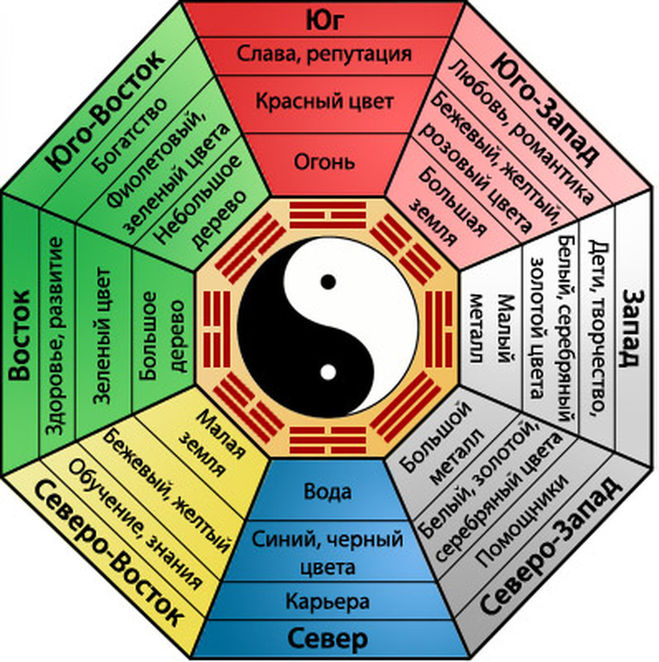 Юг
Слава, репутация
Красный цвет
Огонь
Юго-Запад
Любовь, романтика
Бежевый, желтый,
розовый цвета
Большая
земля
Запад
Дети, творчество,
Белый, серебряный
золотой цвета
Малый
металл
Северо-Запад
Помощники
Белый, золотой,
серебряный цвета
Большой
металл
Север
Карьера
Синий, черный
цвета
Вода
Северо-Восток
Обучение, знания
Бежевый, желтый
Малая
земля
Восток
Здоровье, развитие
Зеленый цвет
Большое
дерево
Юго-Восток
Богатство
Фиолетовый,
зеленый цвета
Небольшое
дерево